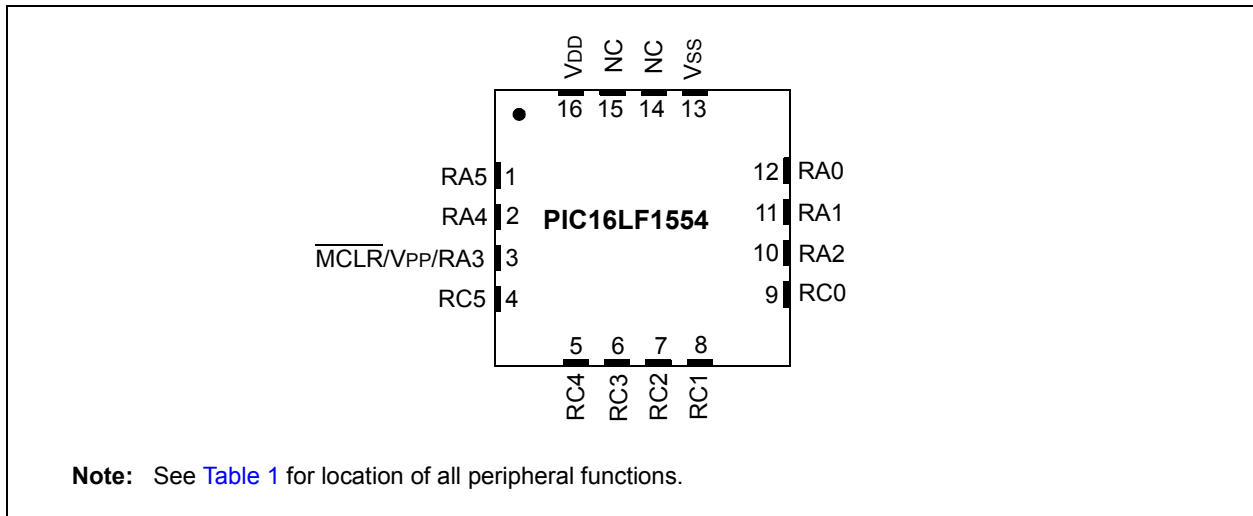 VDD NC NC VSS
16 15 14 13
RA5 1 12 RA0
RA4 2 PIC16LF1554 11 RA1
MCLR/VPP/RA3 3 10 RA2
RC5 4 9 RC0
5 6 7 8
RC4 RC3 RC2 RC1
Note: See Table 1 for location of all peripheral functions.